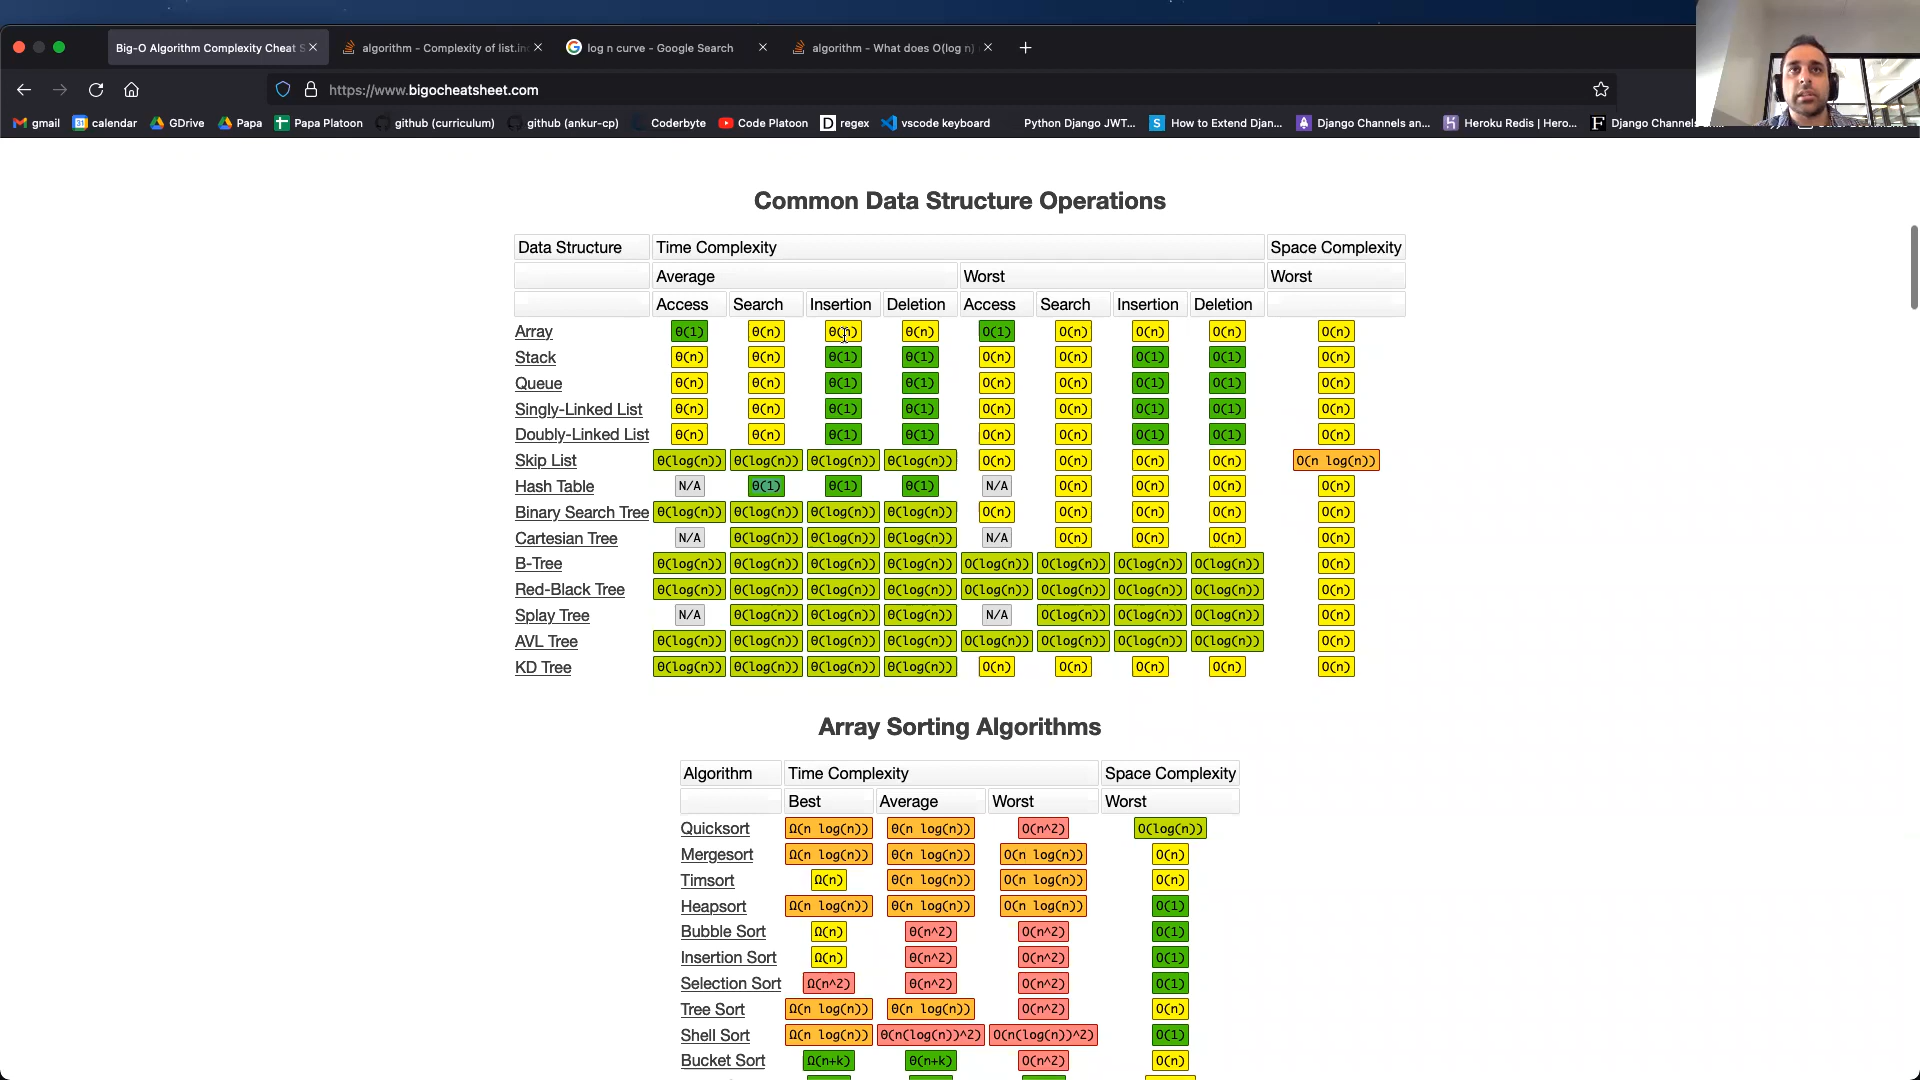 Big-O Algorithm Complexity Cheat S
algorithm - Complexity of list.in
log n curve - Google Search
algorithm - What does O(log n)
https://www.bigocheatsheet.com
gmail calendar GDrive Papa Papa Platoon github (curriculum) github (ankur-cp) Coderbyte Code Platoon regex vscode keyboard Python Django JWT... How to Extend Djan... Django Channels an... Heroku Redis | Hero... Django Channels
Common Data Structure Operations
Data Structure Time Complexity Space Complexity
Average Worst Worst
Access Search Insertion Deletion Access Search Insertion Deletion
Array Θ(1) Θ(n) Θ(n) Θ(n) O(1) O(n) O(n) O(n) O(n)
Stack Θ(n) Θ(n) Θ(1) Θ(1) O(n) O(n) O(1) O(1) O(n)
Queue Θ(n) Θ(n) Θ(1) Θ(1) O(n) O(n) O(1) O(1) O(n)
Singly-Linked List Θ(n) Θ(n) Θ(1) Θ(1) O(n) O(n) O(1) O(1) O(n)
Doubly-Linked List Θ(n) Θ(n) Θ(1) Θ(1) O(n) O(n) O(1) O(1) O(n)
Skip List Θ(log(n)) Θ(log(n)) Θ(log(n)) Θ(log(n)) O(n) O(n) O(n) O(n) O(n log(n))
Hash Table N/A Θ(1) Θ(1) Θ(1) N/A O(n) O(n) O(n) O(n)
Binary Search Tree Θ(log(n)) Θ(log(n)) Θ(log(n)) Θ(log(n)) O(n) O(n) O(n) O(n) O(n)
Cartesian Tree N/A Θ(log(n)) Θ(log(n)) Θ(log(n)) N/A O(n) O(n) O(n) O(n)
B-Tree Θ(log(n)) Θ(log(n)) Θ(log(n)) Θ(log(n)) O(log(n)) O(log(n)) O(log(n)) O(log(n)) O(n)
Red-Black Tree Θ(log(n)) Θ(log(n)) Θ(log(n)) Θ(log(n)) O(log(n)) O(log(n)) O(log(n)) O(log(n)) O(n)
Splay Tree N/A Θ(log(n)) Θ(log(n)) Θ(log(n)) N/A O(log(n)) O(log(n)) O(log(n)) O(n)
AVL Tree Θ(log(n)) Θ(log(n)) Θ(log(n)) Θ(log(n)) O(log(n)) O(log(n)) O(log(n)) O(log(n)) O(n)
KD Tree Θ(log(n)) Θ(log(n)) Θ(log(n)) Θ(log(n)) O(n) O(n) O(n) O(n) O(n)
Array Sorting Algorithms
Algorithm Time Complexity Space Complexity
Best Average Worst Worst
Quicksort Ω(n log(n)) Θ(n log(n)) O(n^2) O(log(n))
Mergesort Ω(n log(n)) Θ(n log(n)) O(n log(n)) O(n)
Timsort Ω(n) Θ(n log(n)) O(n log(n)) O(n)
Heapsort Ω(n log(n)) Θ(n log(n)) O(n log(n)) O(1)
Bubble Sort Ω(n) Θ(n^2) O(n^2) O(1)
Insertion Sort Ω(n) Θ(n^2) O(n^2) O(1)
Selection Sort Ω(n^2) Θ(n^2) O(n^2) O(1)
Tree Sort Ω(n log(n)) Θ(n log(n)) O(n^2) O(n)
Shell Sort Ω(n log(n)) Θ(n(log(n))^2) O(n(log(n))^2) O(1)
Bucket Sort Ω(n+k) Θ(n+k) O(n^2) O(n)